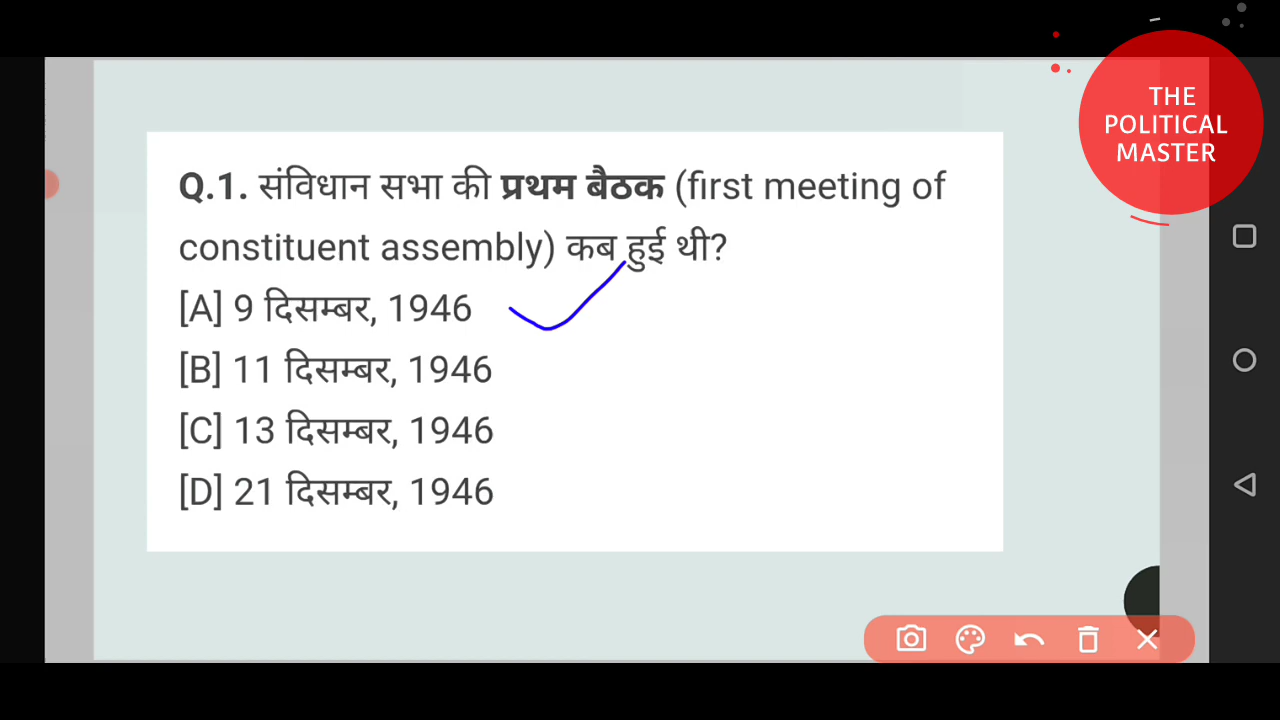 THE
POLITICAL
MASTER
Q.1. संविधान सभा की प्रथम बैठक (first meeting of
constituent assembly) कब हुई थी?
[A] 9 दिसम्बर, 1946
[B] 11 दिसम्बर, 1946
[C] 13 दिसम्बर, 1946
[D] 21 दिसम्बर, 1946